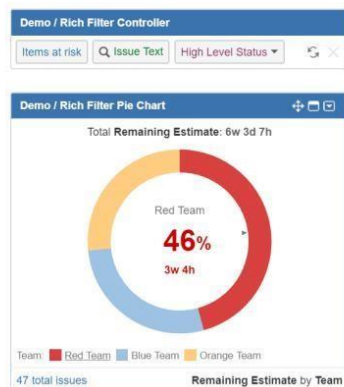 Demo / Rich Filter Controller
Items at risk Issue Text High Level Status
Demo / Rich Filter Pie Chart
Total Remaining Estimate: 6w 3d 7h
Red Team
46%
3w 4h
Team: Red Team Blue Team Orange Team
47 total issues Remaining Estimate by Team